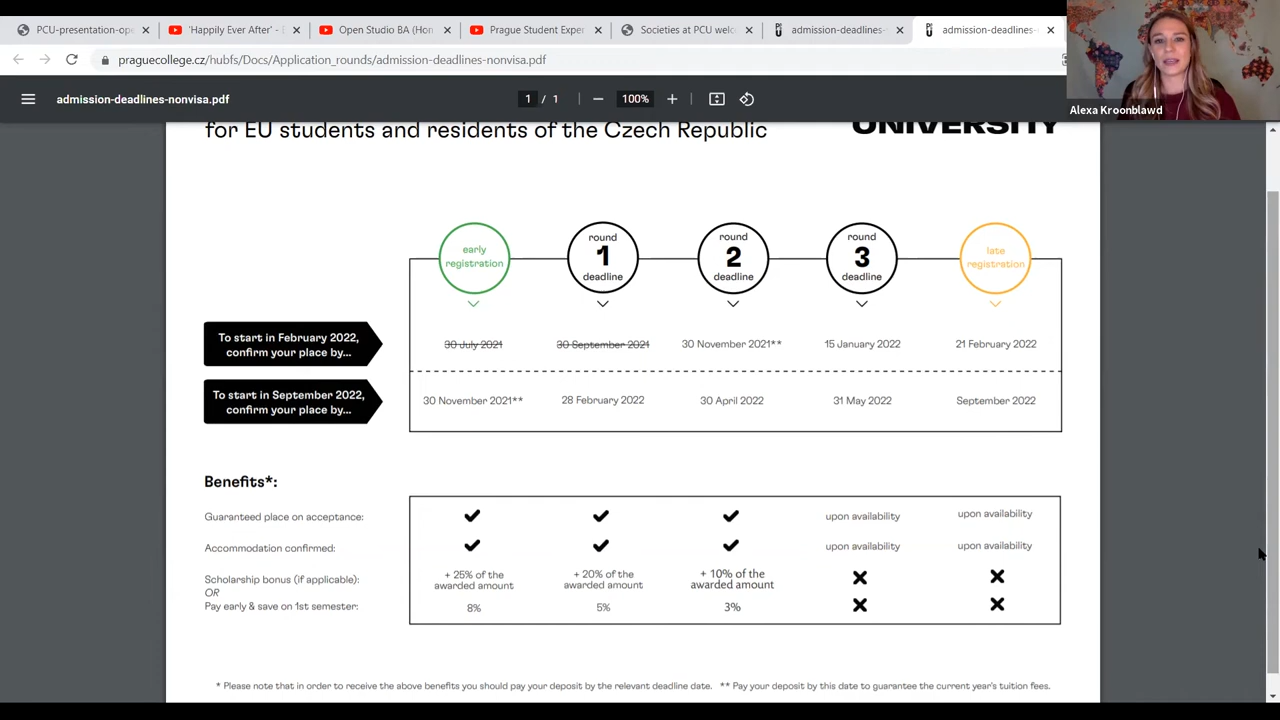 PCU-presentation-ope
'Happily Ever After' - E
Open Studio BA (Hon
Prague Student Exper
Societies at PCU welco
admission-deadlines-
admission-deadlines-
praguecollege.cz/hubfs/Docs/Application_rounds/admission-deadlines-nonvisa.pdf
Alexa Kroonblawd
admission-deadlines-nonvisa.pdf
1 / 1
100%
for EU students and residents of the Czech Republic
UNIVERSITY
early
registration
round
1
deadline
round
2
deadline
round
3
deadline
late
registration
To start in February 2022,
confirm your place by...
30 July 2021
30 September 2021
30 November 2021**
15 January 2022
21 February 2022
To start in September 2022,
confirm your place by...
30 November 2021**
28 February 2022
30 April 2022
31 May 2022
September 2022
Benefits*:
Guaranteed place on acceptance:
upon availability
upon availability
Accommodation confirmed:
upon availability
upon availability
Scholarship bonus (if applicable):
+ 25% of the
awarded amount
+ 20% of the
awarded amount
+ 10% of the
awarded amount
OR
Pay early & save on 1st semester:
8%
5%
3%
* Please note that in order to receive the above benefits you should pay your deposit by the relevant deadline date. ** Pay your deposit by this date to guarantee the current year's tuition fees.